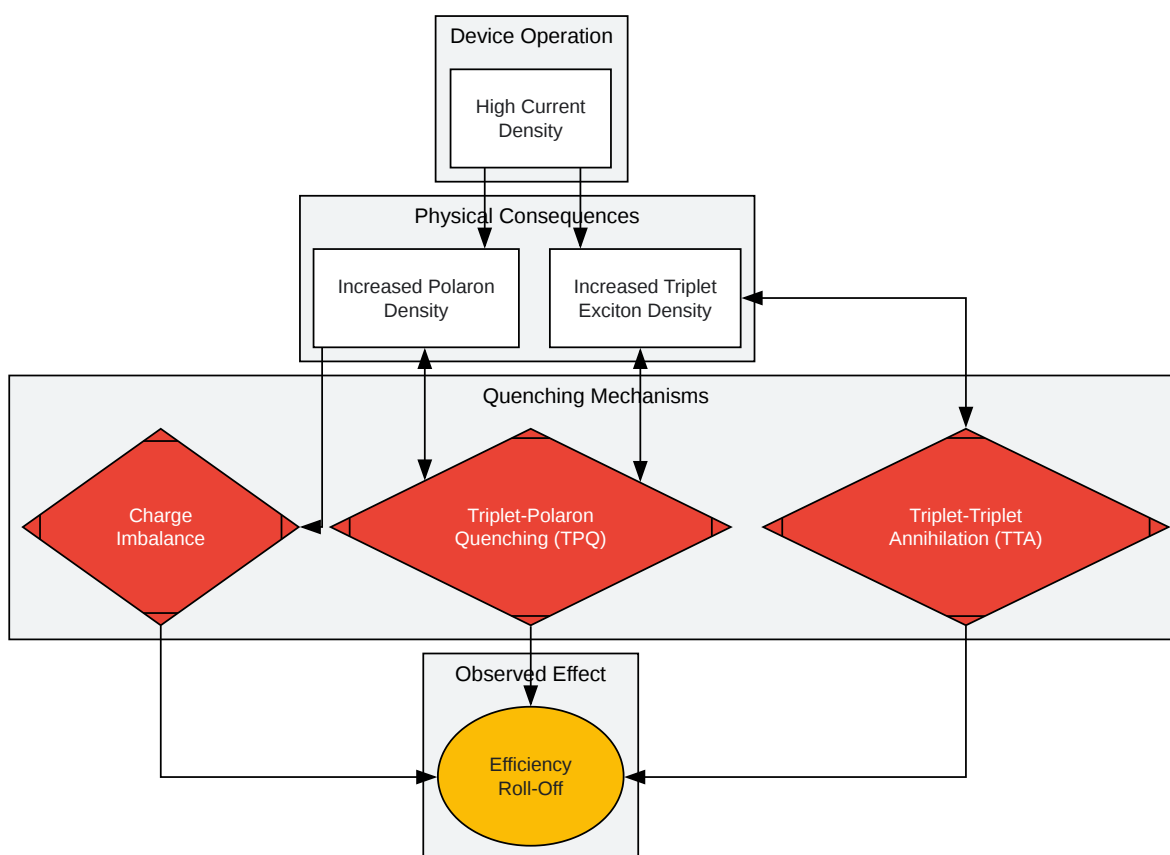 Device Operation
High Current
Density
Physical Consequences
Increased Polaron
Density
Increased Triplet
Exciton Density
Quenching Mechanisms
Charge
Imbalance
Triplet-Polaron
Quenching (TPQ)
Triplet-Triplet
Annihilation (TTA)
Observed Effect
Efficiency
Roll-Off